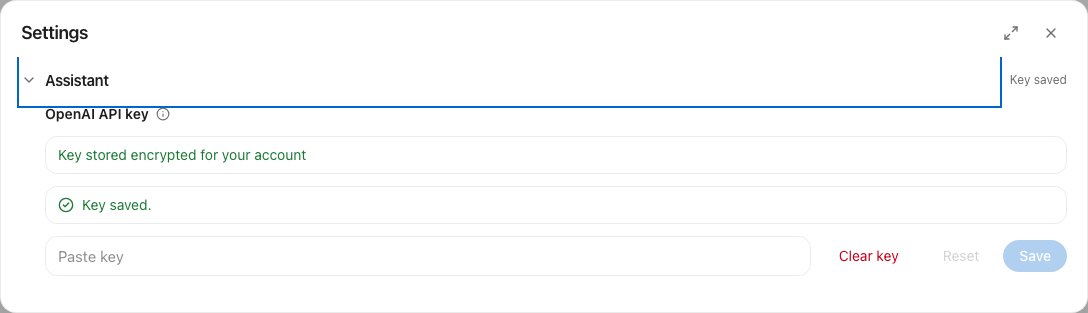 Settings
Assistant
Key saved
OpenAI API key
Key stored encrypted for your account
Key saved.
Paste key
Clear key
Reset
Save